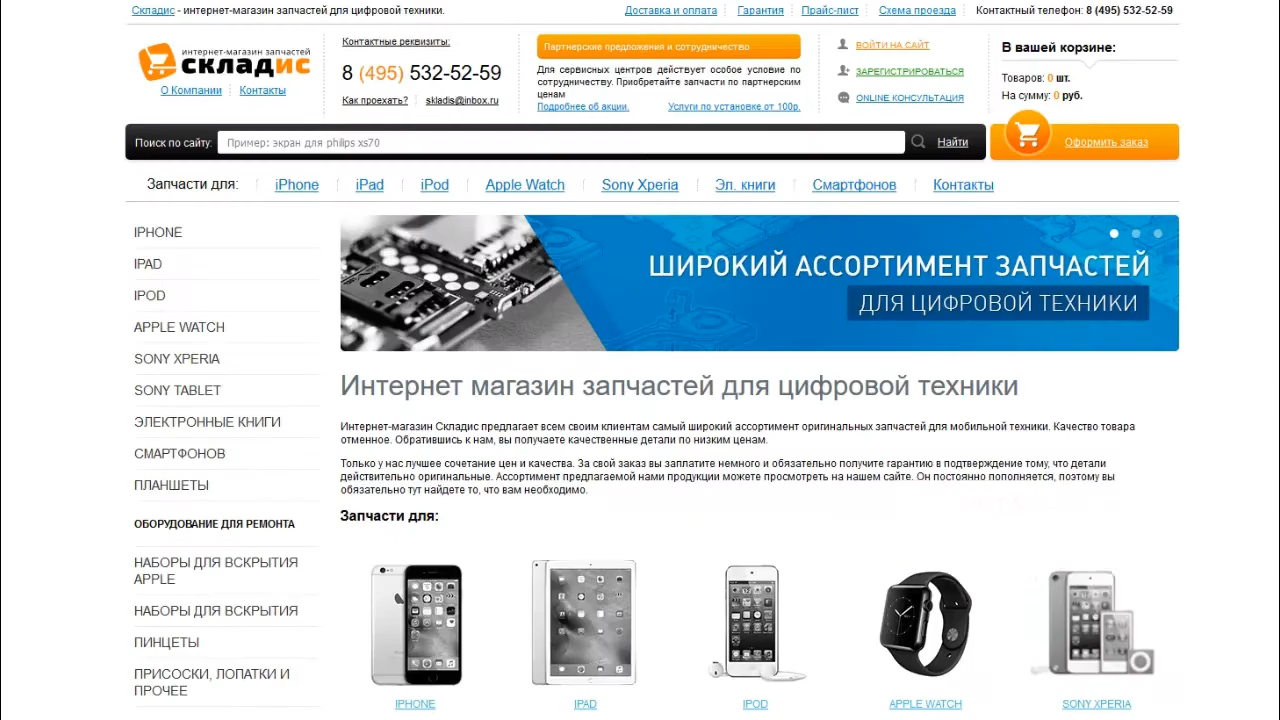 Складис - интернет-магазин запчастей для цифровой техники.
Доставка и оплата
Гарантия
Прайс-лист
Схема проезда
Контактный телефон: 8 (495) 532-52-59
интернет-магазин запчастей
складис
О Компании
Контакты
Контактные реквизиты:
8 (495) 532-52-59
Как проехать?
skladis@inbox.ru
Партнерские предложения и сотрудничество
Для сервисных центров действует особое условие по
сотрудничеству. Приобретайте запчасти по партнерским
ценам
Подробнее об акции.
Услуги по установке от 100р.
ВОЙТИ НА САЙТ
ЗАРЕГИСТРИРОВАТЬСЯ
ONLINE КОНСУЛЬТАЦИЯ
В вашей корзине:
Товаров: 0 шт.
На сумму: 0 руб.
Поиск по сайту:
Пример: экран для philips xs70
Найти
Оформить заказ
Запчасти для:
iPhone
iPad
iPod
Apple Watch
Sony Xperia
Эл. книги
Смартфонов
Контакты
IPHONE
IPAD
IPOD
APPLE WATCH
SONY XPERIA
SONY TABLET
ЭЛЕКТРОННЫЕ КНИГИ
СМАРТФОНОВ
ПЛАНШЕТЫ
ОБОРУДОВАНИЕ ДЛЯ РЕМОНТА
НАБОРЫ ДЛЯ ВСКРЫТИЯ
APPLE
НАБОРЫ ДЛЯ ВСКРЫТИЯ
ПИНЦЕТЫ
ПРИСОСКИ, ЛОПАТКИ И
ПРОЧЕЕ
ШИРОКИЙ АССОРТИМЕНТ ЗАПЧАСТЕЙ
ДЛЯ ЦИФРОВОЙ ТЕХНИКИ
Интернет магазин запчастей для цифровой техники
Интернет-магазин Складис предлагает всем своим клиентам самый широкий ассортимент оригинальных запчастей для мобильной техники. Качество товара
отменное. Обратившись к нам, вы получаете качественные детали по низким ценам.
Только у нас лучшее сочетание цен и качества. За свой заказ вы заплатите немного и обязательно получите гарантию в подтверждение тому, что детали
действительно оригинальные. Ассортимент предлагаемой нами продукции можете просмотреть на нашем сайте. Он постоянно пополняется, поэтому вы
обязательно тут найдете то, что вам необходимо.
Запчасти для:
IPHONE
IPAD
IPOD
APPLE WATCH
SONY XPERIA